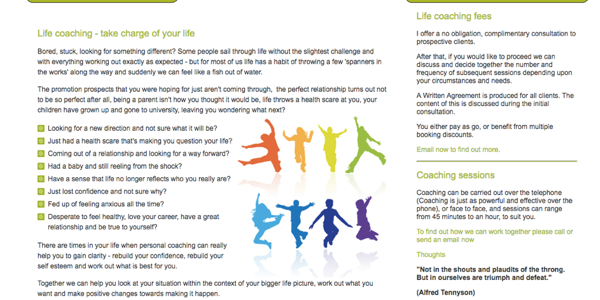 Life coaching - take charge of your life
Bored, stuck, looking for something different? Some people sail through life without the slightest challenge and
with everything working out exactly as expected - but for most of us life has a habit of throwing a few 'spanners in
the works' along the way and suddenly we can feel like a fish out of water.
The promotion prospects that you were hoping for just aren't coming through,  the perfect relationship turns out not
to be so perfect after all, being a parent isn't how you thought it would be, life throws a health scare at you, your
children have grown up and gone to university, leaving you wondering what next?
Looking for a new direction and not sure what it will be?
Just had a health scare that's making you question your life?
Coming out of a relationship and looking for a way forward?
Had a baby and still reeling from the shock?
Have a sense that life no longer reflects who you really are?
Just lost confidence and not sure why?
Fed up of feeling anxious all the time?
Desperate to feel healthy, love your career, have a great
relationship and be true to yourself?
There are times in your life when personal coaching can really
help you to gain clarity - rebuild your confidence, rebuild your
self esteem and work out what is best for you.
Together we can help you look at your situation within the context of your bigger life picture, work out what you
want and make positive changes towards making it happen.
Life coaching fees
I offer a no obligation, complimentary consultation to
prospective clients.
After that, if you would like to proceed we can
discuss and decide together the number and
frequency of subsequent sessions depending upon
your circumstances and needs.
A Written Agreement is produced for all clients. The
content of this is discussed during the initial
consultation.
You either pay as go, or benefit from multiple
booking discounts.
Email now to find out more.
Coaching sessions
Coaching can be carried out over the telephone
(Coaching is just as powerful and effective over the
phone), or face to face, and sessions can range
from 45 minutes to an hour, to suit you.
To find out how we can work together please call or
send an email now
Thoughts
"Not in the shouts and plaudits of the throng.
But in ourselves are triumph and defeat."
(Alfred Tennyson)